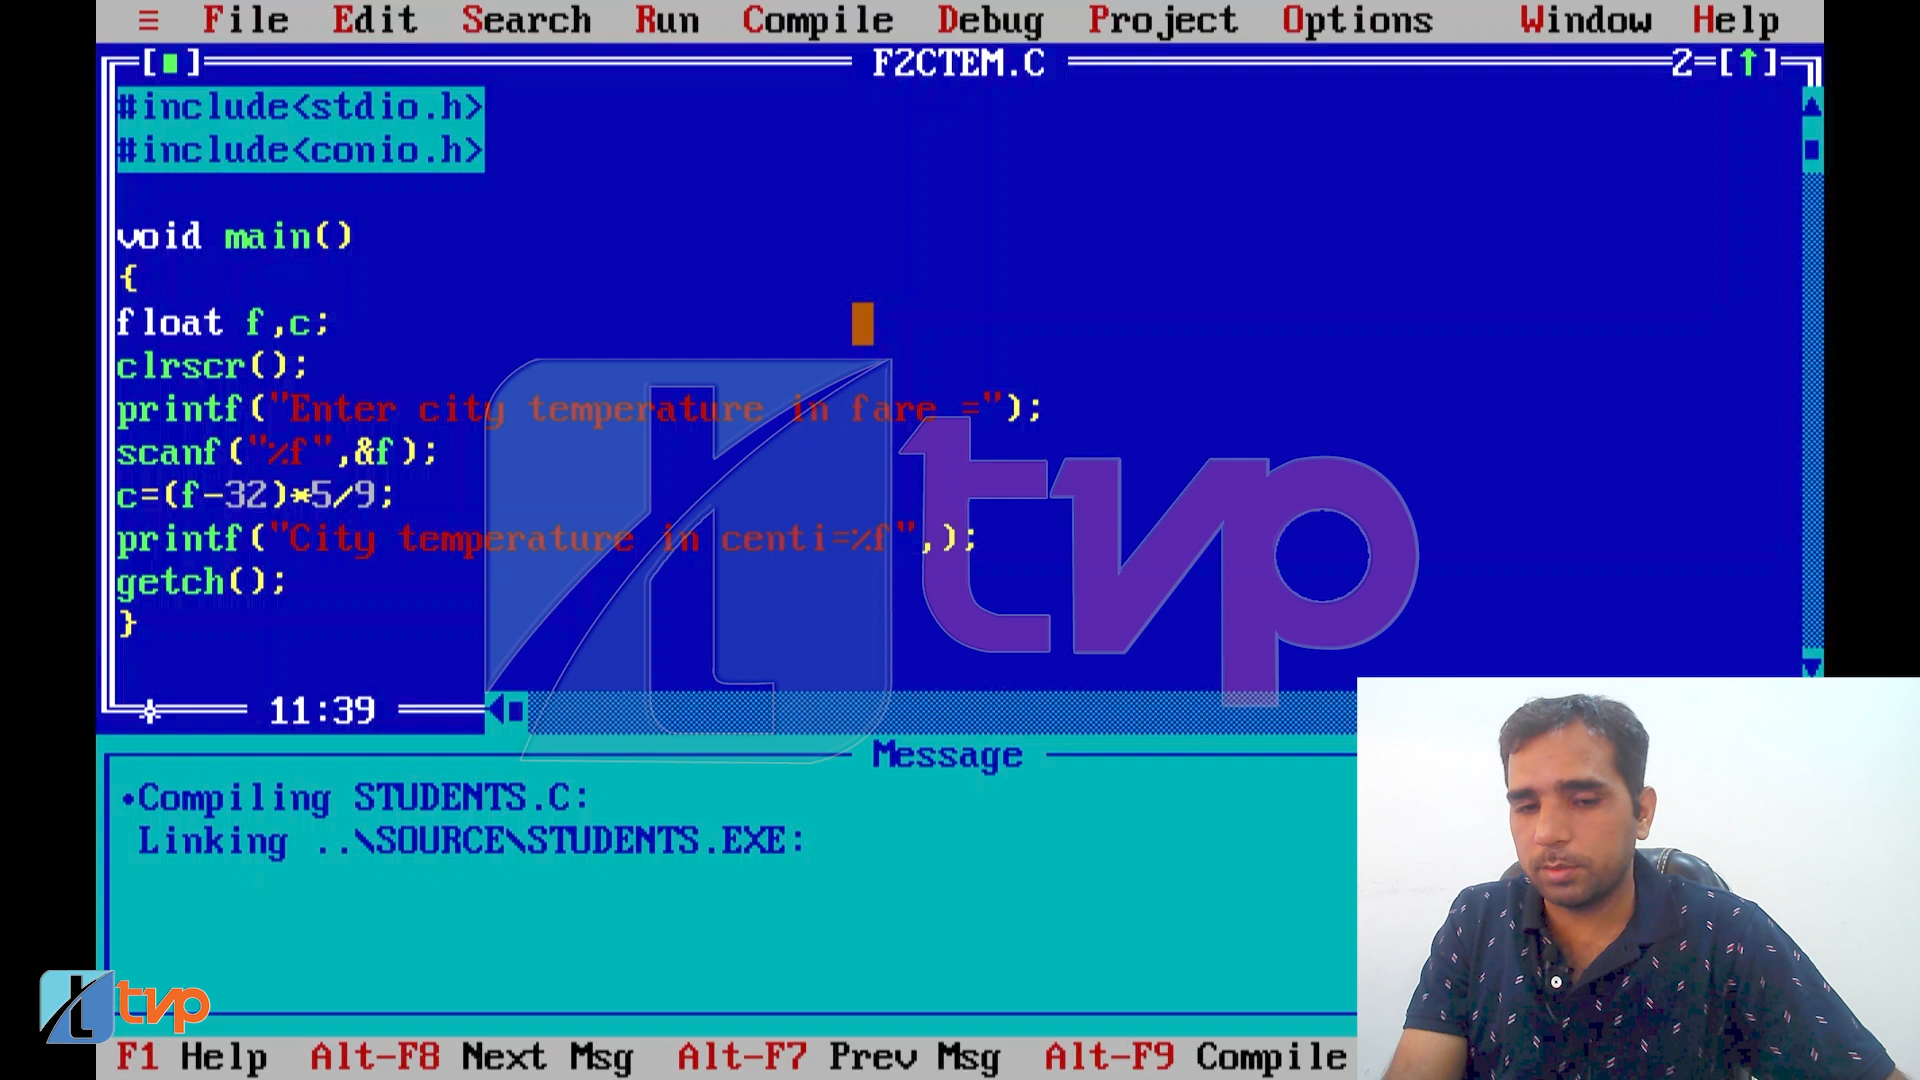 ≡ File Edit Search Run Compile Debug Project Options Window Help
[■] F2CTEM.C 2=[↑]
#include<stdio.h>
#include<conio.h>
void main()
{
float f,c;
clrscr();
printf("Enter city temperature in fare =");
scanf("%f",&f);
c=(f-32)*5/9;
printf("City temperature in centi=%f",);
getch();
}
tvp
11:39
Message
•Compiling STUDENTS.C:
Linking ..\SOURCE\STUDENTS.EXE:
tvp
F1 Help Alt-F8 Next Msg Alt-F7 Prev Msg Alt-F9 Compile